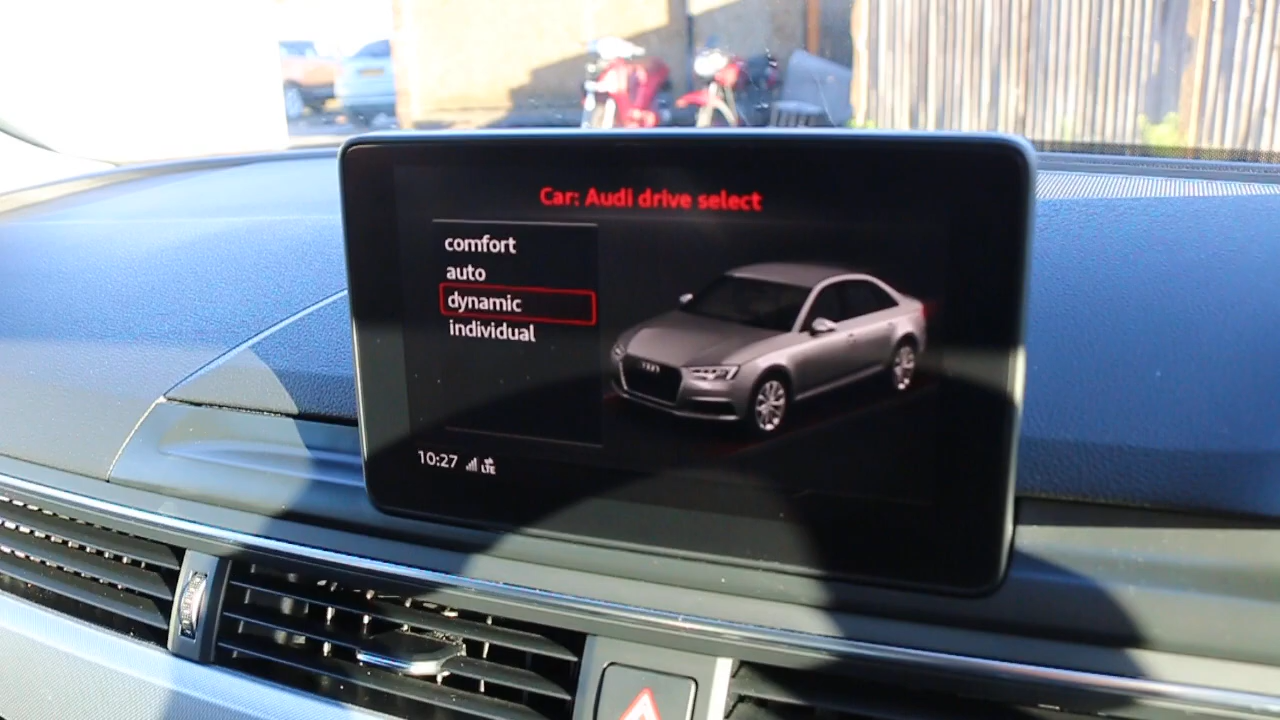 Car: Audi drive select
comfort
auto
dynamic
individual
10:27 LTE